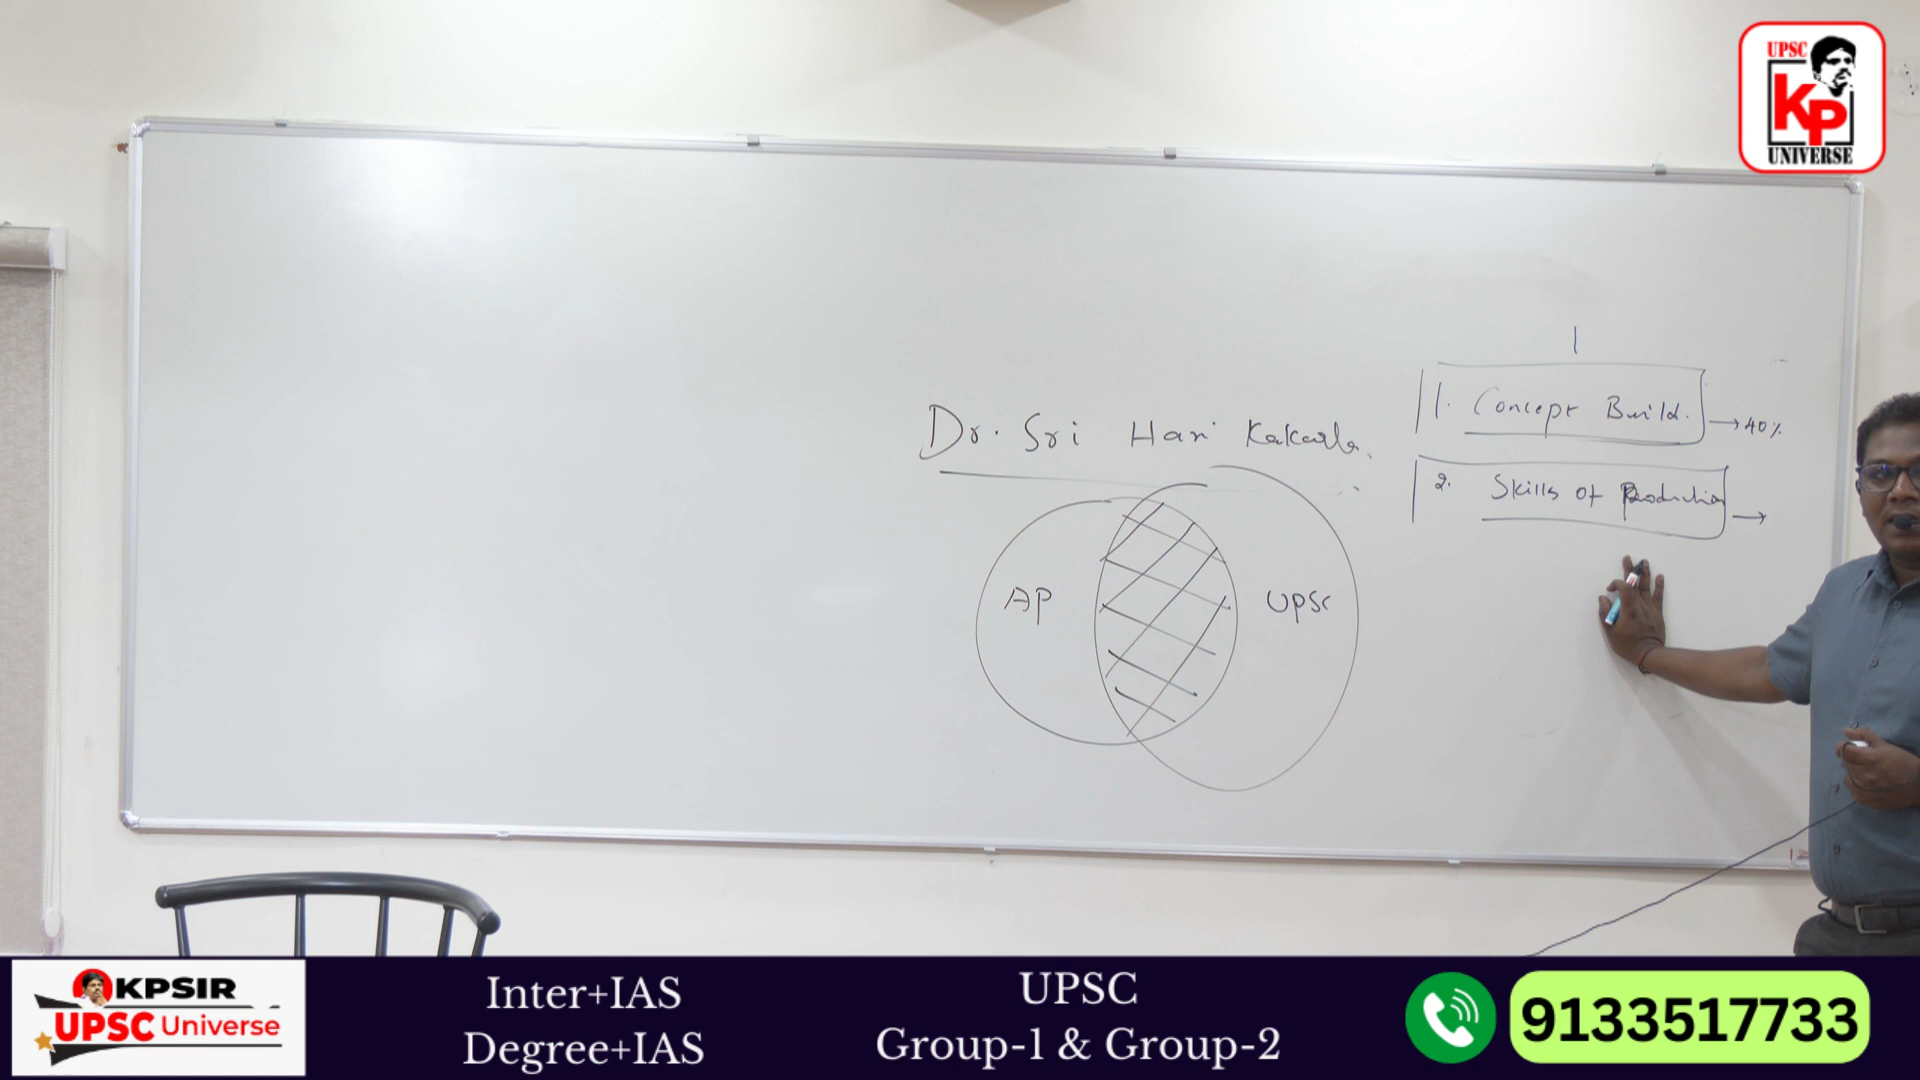 UPSC
KP
UNIVERSE
1
1. Concept Build. → 40%
Dr. Sri Hari Kakarla.
2. Skills of Production →
AP
UPSC
KPSIR
UPSC Universe
Inter+IAS
Degree+IAS
UPSC
Group-1 & Group-2
9133517733